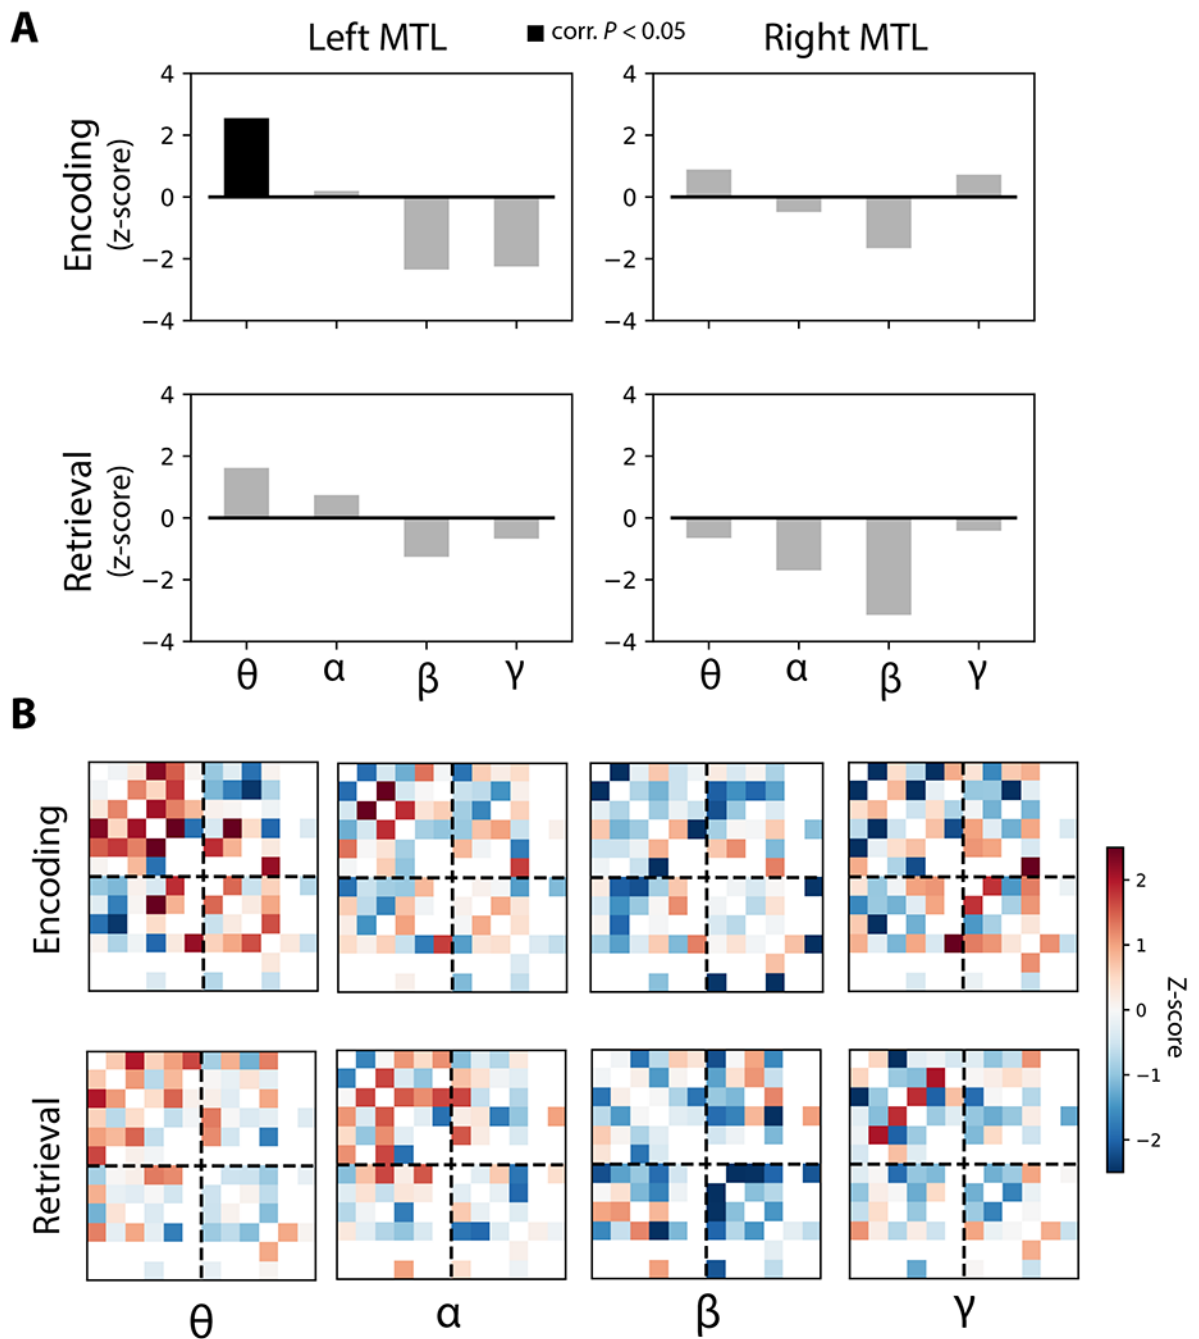 A
Left MTL
■ corr. P < 0.05
Right MTL
Encoding
(z-score)
4
2
0
−2
−4
4
2
0
−2
−4
Retrieval
(z-score)
4
2
0
−2
−4
4
2
0
−2
−4
θ α β γ
θ α β γ
B
Encoding
Retrieval
θ α β γ
2
1
0
−1
−2
Z-score